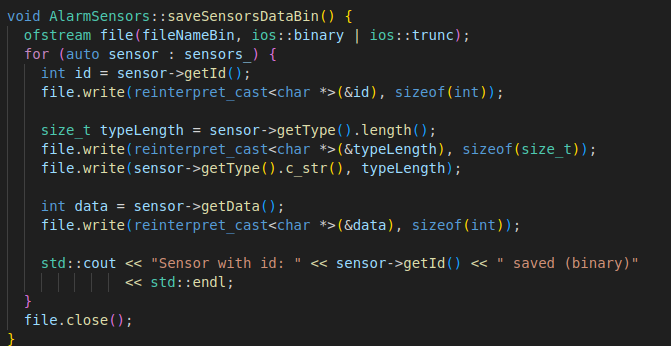 void AlarmSensors::saveSensorsDataBin() {
  ofstream file(fileNameBin, ios::binary | ios::trunc);
  for (auto sensor : sensors_) {
    int id = sensor->getId();
    file.write(reinterpret_cast<char *>(&id), sizeof(int));

    size_t typeLength = sensor->getType().length();
    file.write(reinterpret_cast<char *>(&typeLength), sizeof(size_t));
    file.write(sensor->getType().c_str(), typeLength);

    int data = sensor->getData();
    file.write(reinterpret_cast<char *>(&data), sizeof(int));

    std::cout << "Sensor with id: " << sensor->getId() << " saved (binary)"
              << std::endl;
  }
  file.close();
}